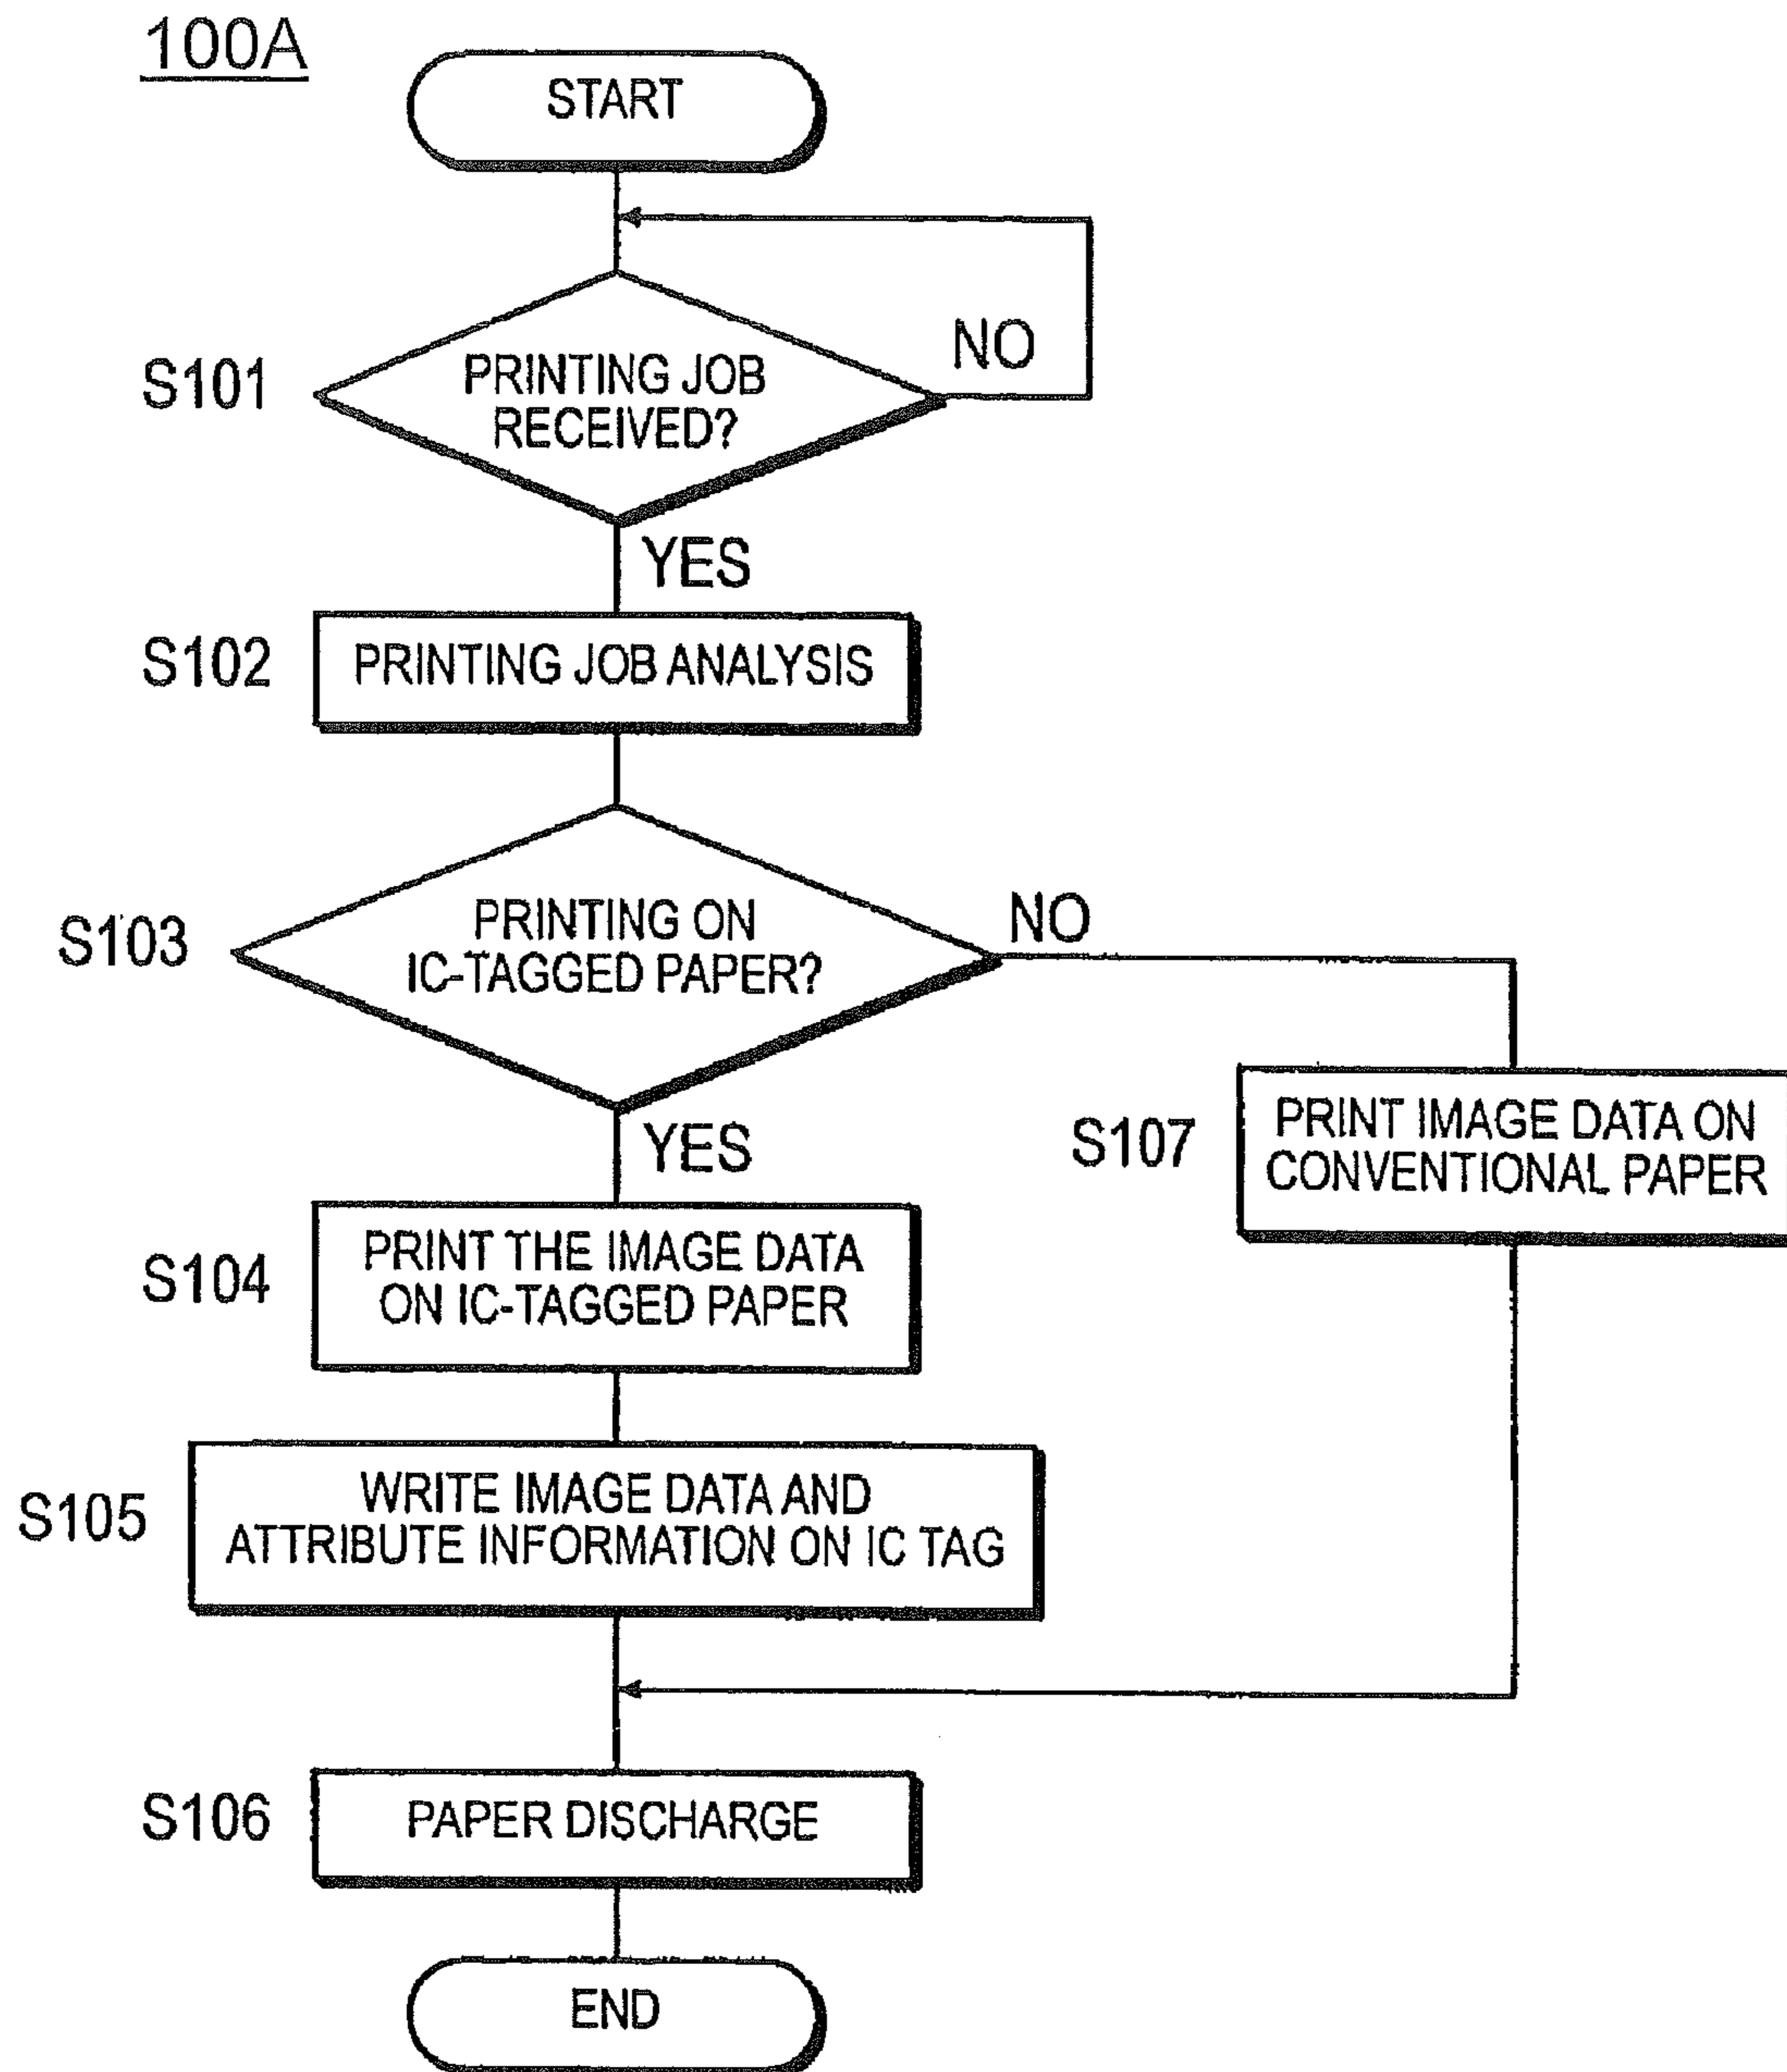 100A
START
S101
PRINTING JOB
RECEIVED?
NO
YES
S102
PRINTING JOB ANALYSIS
S103
PRINTING ON
IC-TAGGED PAPER?
NO
YES
S107
PRINT IMAGE DATA ON
CONVENTIONAL PAPER
S104
PRINT THE IMAGE DATA
ON IC-TAGGED PAPER
S105
WRITE IMAGE DATA AND
ATTRIBUTE INFORMATION ON IC TAG
S106
PAPER DISCHARGE
END